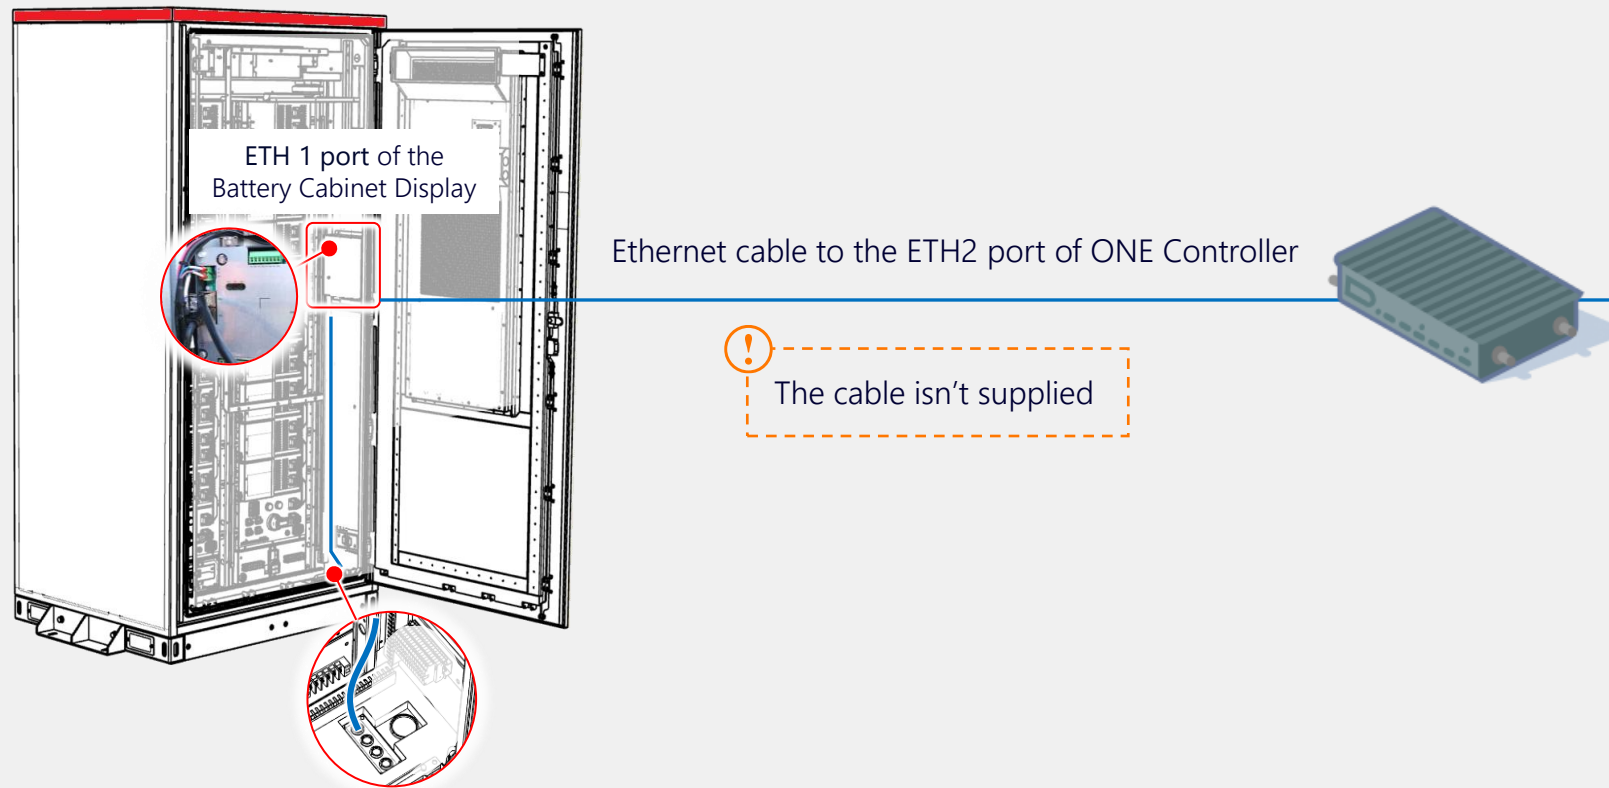 ETH 1 port of the
Battery Cabinet Display
Ethernet cable to the ETH2 port of ONE Controller
!
The cable isn’t supplied